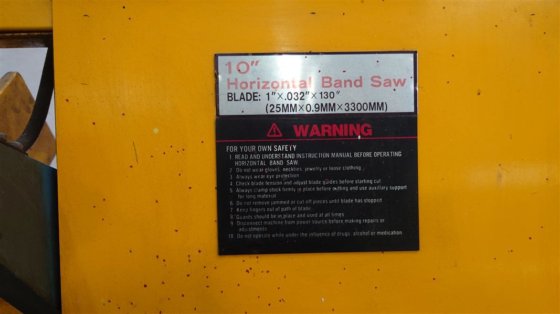 10"
Horizontal Band Saw
BLADE: 1"×.032"×130"
(25MM×0.9MM×3300MM)
⚠ WARNING
FOR YOUR OWN SAFETY
1 READ AND UNDERSTAND INSTRUCTION MANUAL BEFORE OPERATING
HORIZONTAL BAND SAW.
2 Do not wear gloves, neckties, jewelry or loose clothing
3 Always wear eye protection
4 Check blade tension and adjust blade guides before starting cut
5 Always clamp stock firmly in place before cutting and use auxiliary support
for long material
6 Do not remove jammed or cut off pieces until blade has stopped
7 Keep fingers out of path of blade
8 Guards should be in place and used at all times
9 Disconnect machine from power source before making repairs or
adjustments
10 Do not operate while under the influence of drugs, alcohol or medication